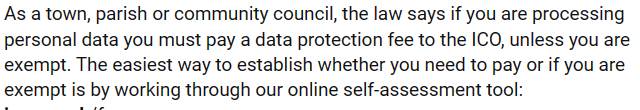 As a town, parish or community council, the law says if you are processing
personal data you must pay a data protection fee to the ICO, unless you are
exempt. The easiest way to establish whether you need to pay or if you are
exempt is by working through our online self-assessment tool: